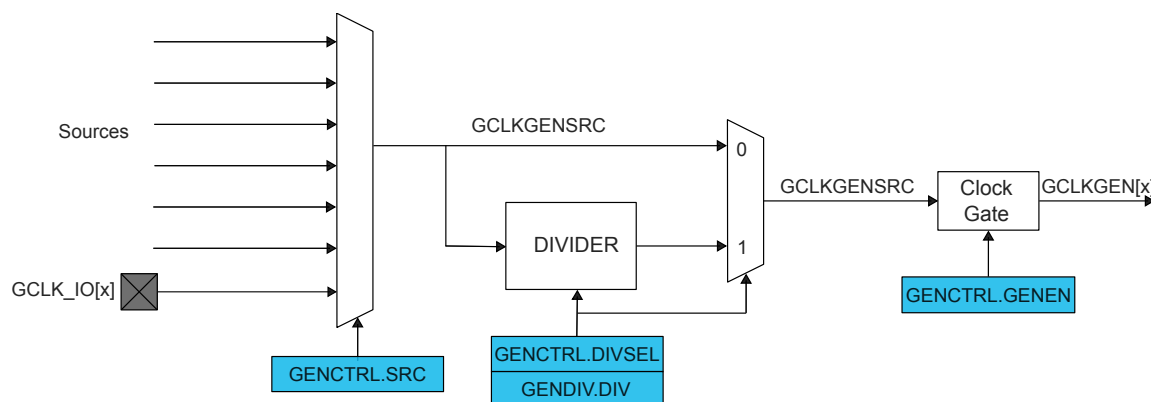 GCLKGENSRC
0
Sources
GCLKGENSRC
Clock
Gate
GCLKGEN[x]
DIVIDER
1
GCLK_IO[x]
GENCTRL.GENEN
GENCTRL.DIVSEL
GENCTRL.SRC
GENDIV.DIV